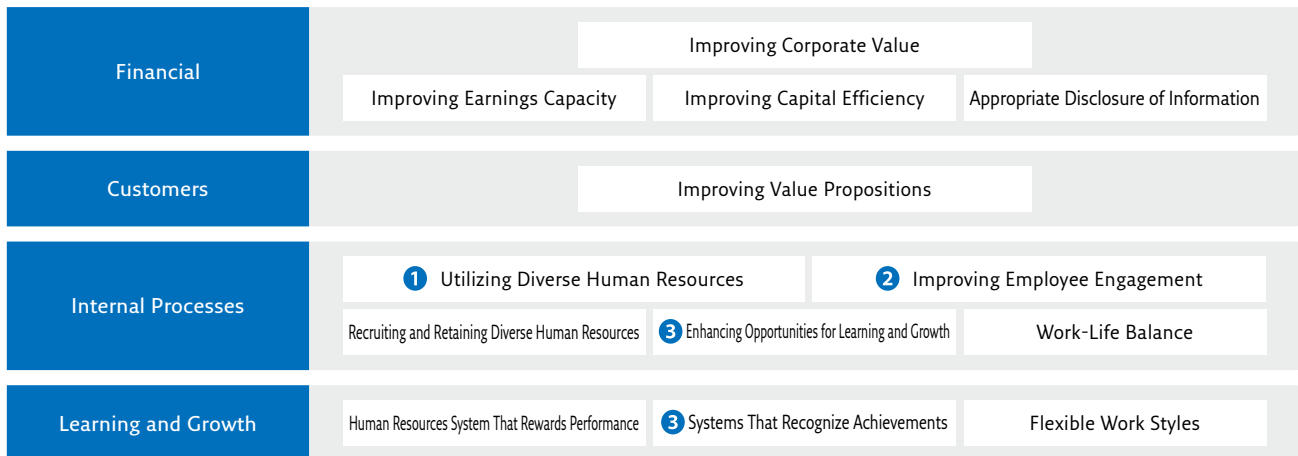 Financial
Improving Corporate Value
Improving Earnings Capacity
Improving Capital Efficiency
Appropriate Disclosure of Information
Customers
Improving Value Propositions
Internal Processes
1 Utilizing Diverse Human Resources
2 Improving Employee Engagement
Recruiting and Retaining Diverse Human Resources
3 Enhancing Opportunities for Learning and Growth
Work-Life Balance
Learning and Growth
Human Resources System That Rewards Performance
3 Systems That Recognize Achievements
Flexible Work Styles